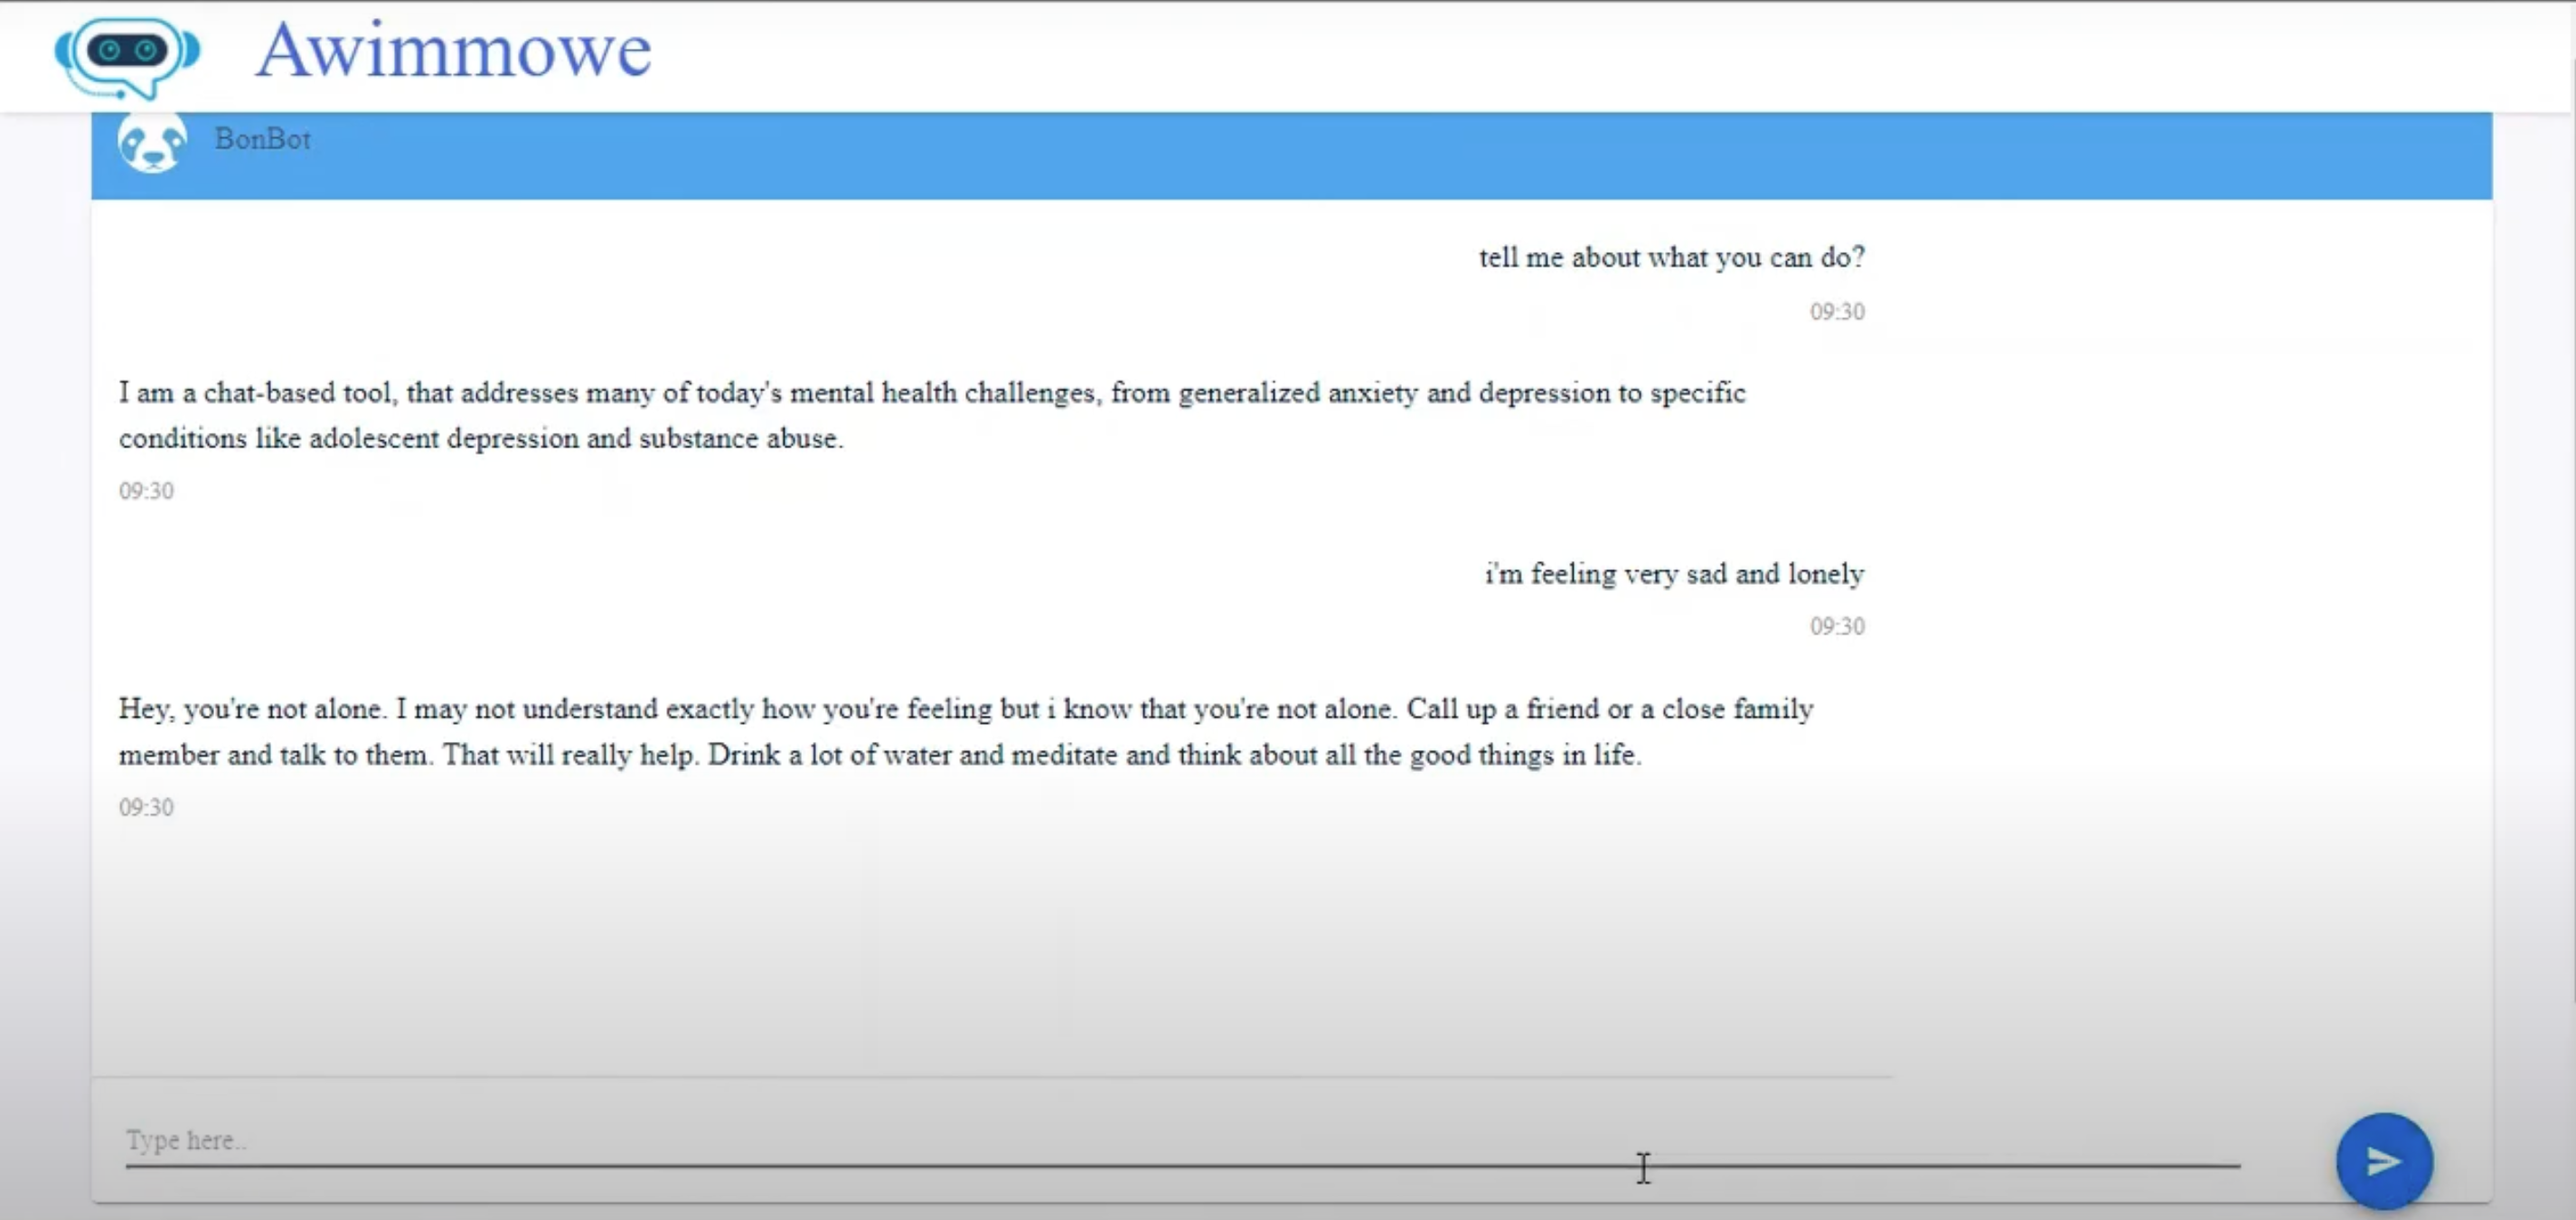 Awimmowe
BonBot
tell me about what you can do?
09:30
I am a chat-based tool, that addresses many of today's mental health challenges, from generalized anxiety and depression to specific
conditions like adolescent depression and substance abuse.
09:30
i'm feeling very sad and lonely
09:30
Hey, you're not alone. I may not understand exactly how you're feeling but i know that you're not alone. Call up a friend or a close family
member and talk to them. That will really help. Drink a lot of water and meditate and think about all the good things in life.
09:30
Type here..